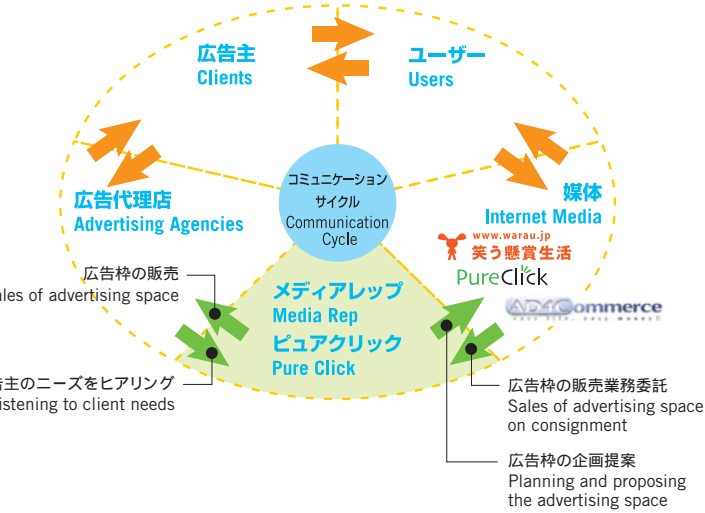 広告主
Clients
ユーザー
Users
広告代理店
Advertising Agencies
コミュニケーション
サイクル
Communication
Cycle
媒体
Internet Media
www.warau.jp
笑う懸賞生活
PureClick
AD4Commerce
メディアレップ
Media Rep
ピュアクリック
Pure Click
広告枠の販売
ales of advertising space
告主のニーズをヒアリング
istening to client needs
広告枠の販売業務委託
Sales of advertising space
on consignment
広告枠の企画提案
Planning and proposing
the advertising space